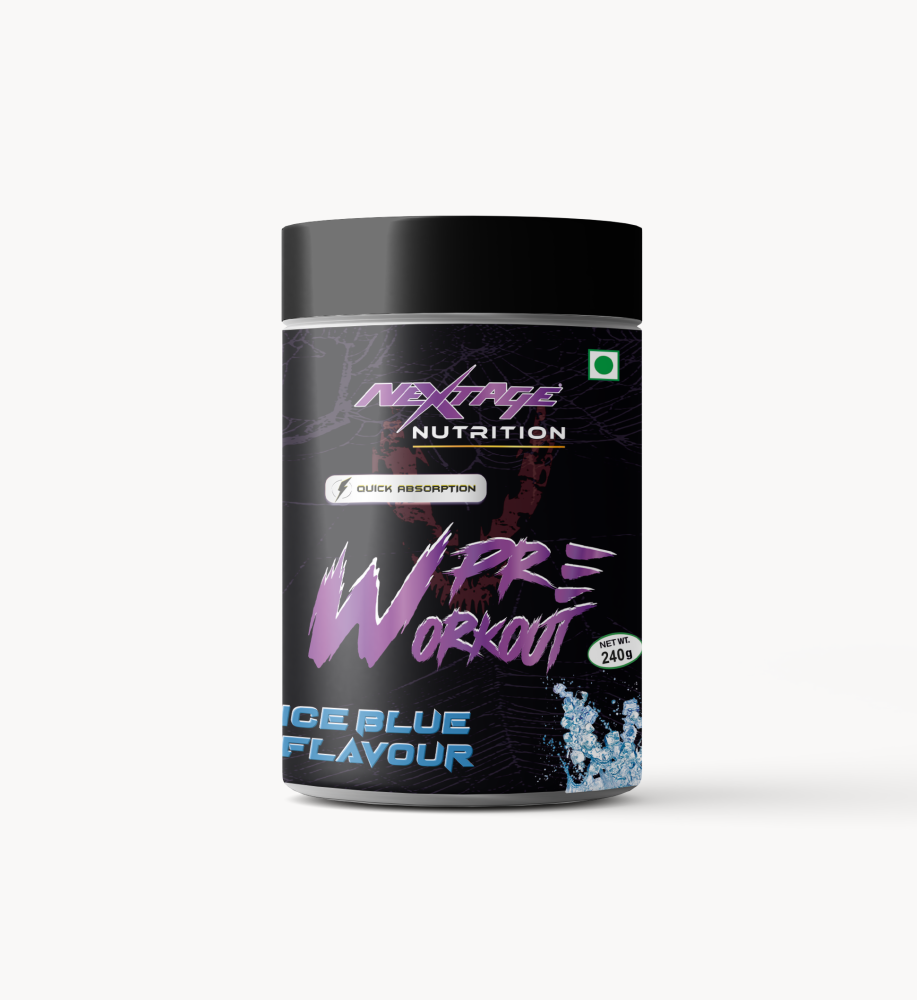 NEXTAGE
NUTRITION
QUICK ABSORPTION
PRE
WORKOUT
NET WT.
240g
ICE BLUE
FLAVOUR